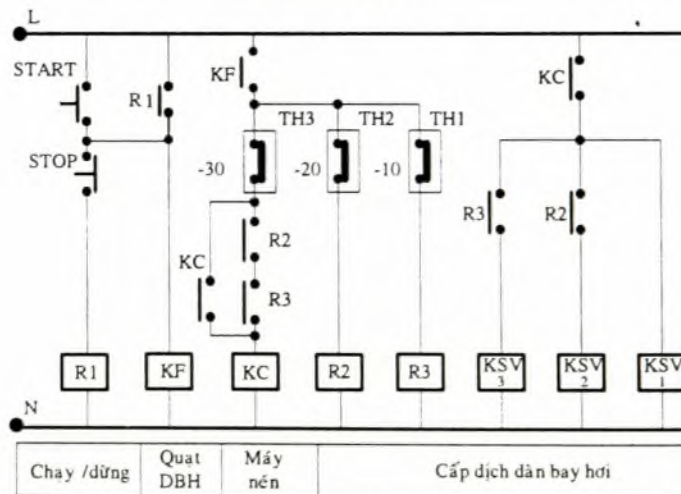 L
START
KF
KC
R1
TH3
TH2
TH1
STOP
-30
-20
-10
R3
R2
R2
KC
R3
R1
KF
KC
R2
R3
KSV
3
KSV
2
KSV
1
N
Chạy /dừng
Quạt
DBH
Máy
nén
Cấp dịch dàn bay hơi